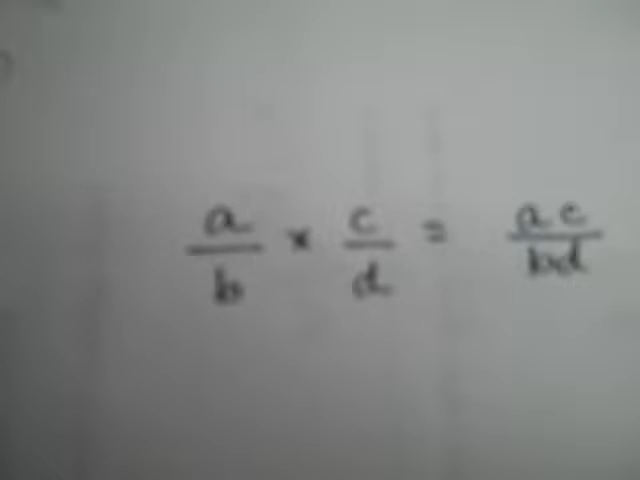 a/b × c/d = ac/bd